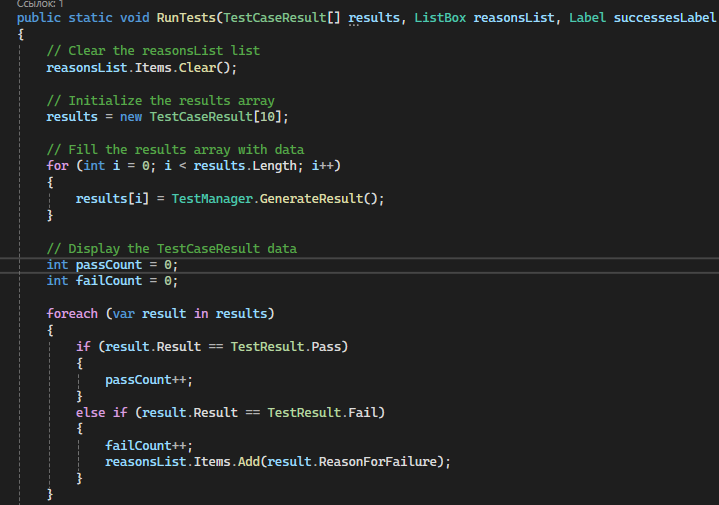 Ссылок: 1
public static void RunTests(TestCaseResult[] results, ListBox reasonsList, Label successesLabel
{
// Clear the reasonsList list
reasonsList.Items.Clear();
// Initialize the results array
results = new TestCaseResult[10];
// Fill the results array with data
for (int i = 0; i < results.Length; i++)
{
results[i] = TestManager.GenerateResult();
}
// Display the TestCaseResult data
int passCount = 0;
int failCount = 0;
foreach (var result in results)
{
if (result.Result == TestResult.Pass)
{
passCount++;
}
else if (result.Result == TestResult.Fail)
{
failCount++;
reasonsList.Items.Add(result.ReasonForFailure);
}
}